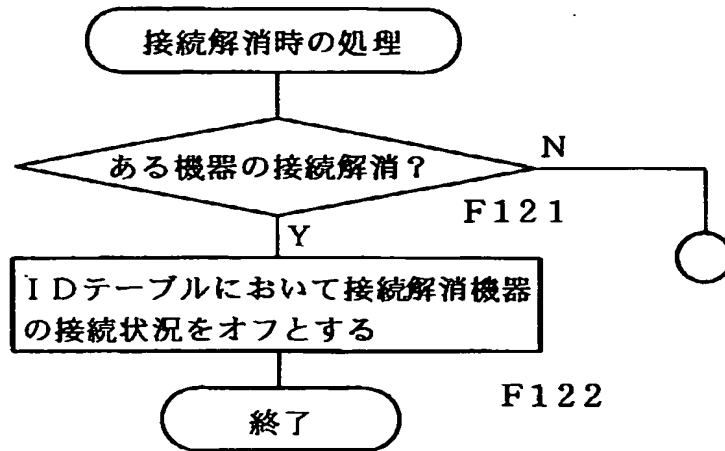 接続解消時の処理
ある機器の接続解消？
N
F121
Y
IDテーブルにおいて接続解消機器
の接続状況をオフとする
F122
終了